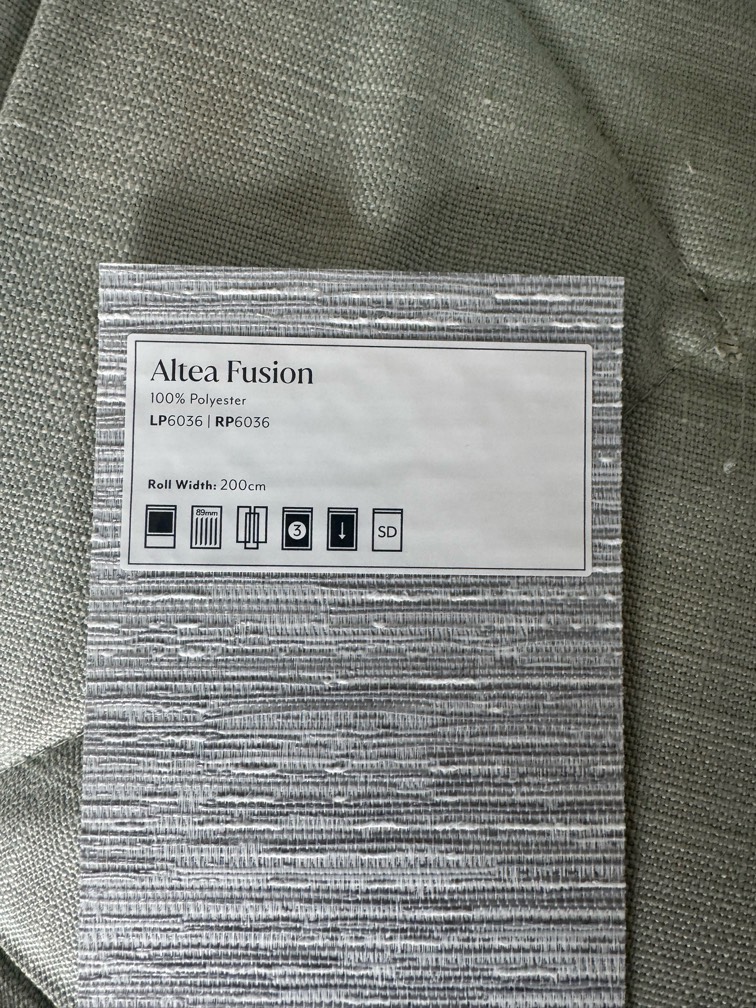 Altea Fusion
100% Polyester
LP6036 | RP6036
Roll Width: 200cm
89mm
3
SD